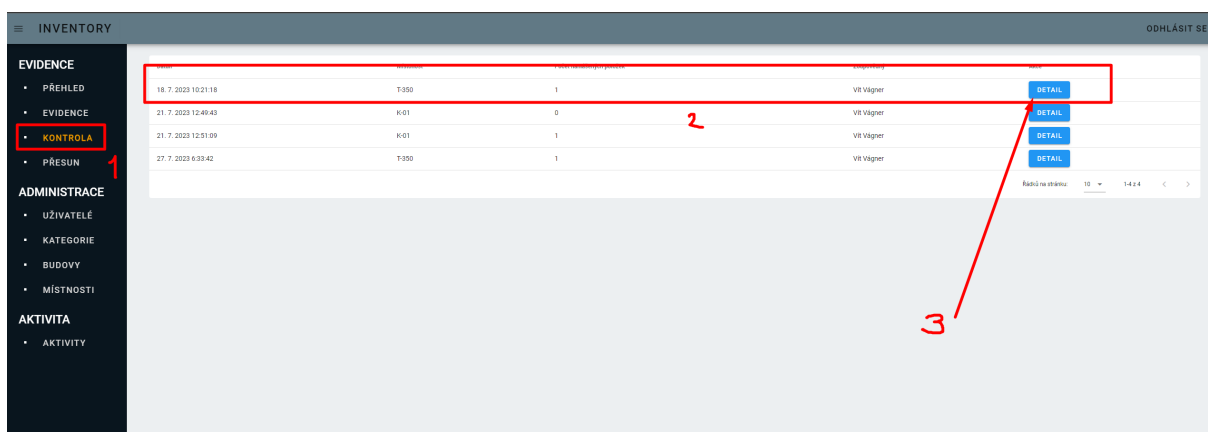 ≡ INVENTORY ODHLÁSIT SE
EVIDENCE
PŘEHLED
EVIDENCE
KONTROLA
PŘESUN
1
ADMINISTRACE
UŽIVATELÉ
KATEGORIE
BUDOVY
MÍSTNOSTI
AKTIVITA
AKTIVITY
18. 7. 2023 10:21:18 T-350 1 Vít Vágner DETAIL
21. 7. 2023 12:49:43 K-01 0 Vít Vágner DETAIL
2
21. 7. 2023 12:51:09 K-01 1 Vít Vágner DETAIL
27. 7. 2023 6:33:42 T-350 1 Vít Vágner DETAIL
Řádků na stránku: 10 1-4 z 4 < >
3